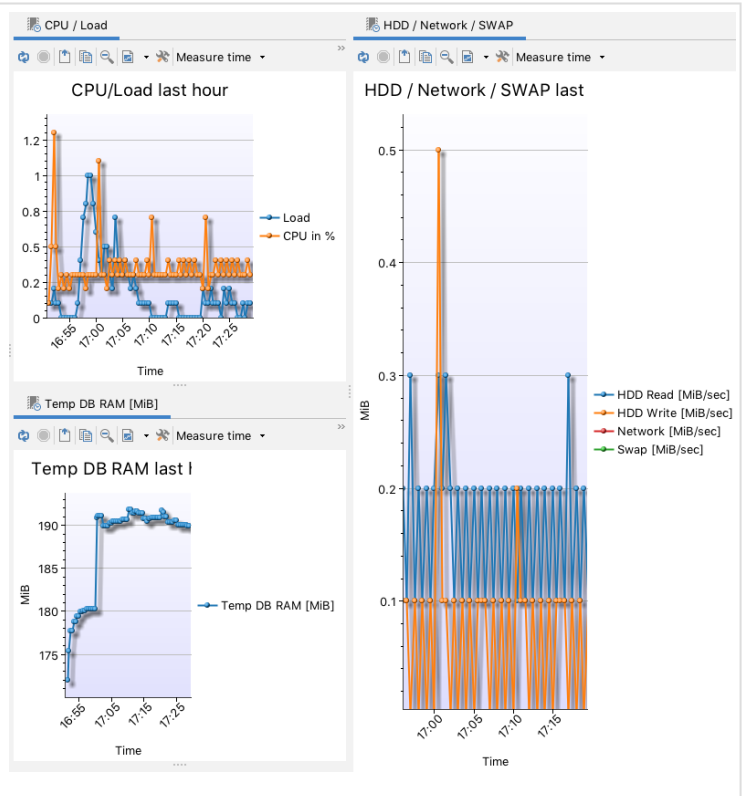 CPU / Load
Measure time
CPU/Load last hour
1.2
1
0.8
0.5
0.2
0
16:55
17:00
17:05
17:10
17:15
17:20
17:25
Time
Load
CPU in %
Temp DB RAM [MiB]
Measure time
Temp DB RAM last h
MiB
190
185
180
175
16:55
17:05
17:15
17:25
Time
Temp DB RAM [MiB]
HDD / Network / SWAP
Measure time
HDD / Network / SWAP last
MiB
0.5
0.4
0.3
0.2
0.1
17:00
17:05
17:10
17:15
Time
HDD Read [MiB/sec]
HDD Write [MiB/sec]
Network [MiB/sec]
Swap [MiB/sec]